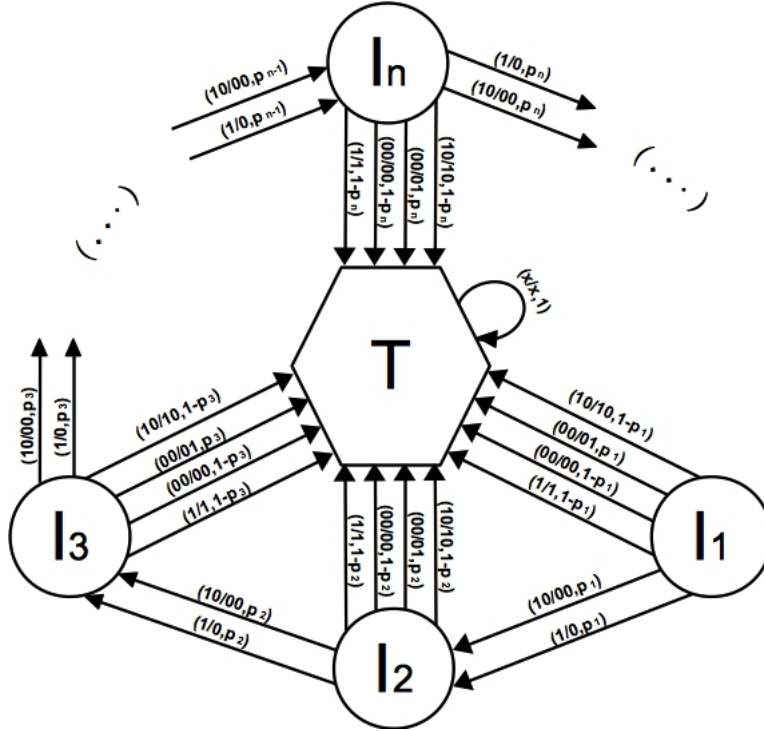 Iₙ
(10/00,pₙ₋₁)
(1/0,pₙ₋₁)
(1/0,pₙ)
(10/00,pₙ)
(1/1,1-pₙ)
(00/00,1-pₙ)
(00/01,pₙ)
(10/10,1-pₙ)
(...)
(...)
(x/x,1)
T
(10/00,p₃)
(1/0,p₃)
(10/10,1-p₃)
(00/01,p₃)
(00/00,1-p₃)
(1/1,1-p₃)
(10/10,1-p₁)
(00/01,p₁)
(00/00,1-p₁)
(1/1,1-p₁)
I₃
I₁
(1/1,1-p₂)
(00/00,1-p₂)
(00/01,p₂)
(10/10,1-p₂)
(10/00,p₂)
(1/0,p₂)
(10/00,p₁)
(1/0,p₁)
I₂